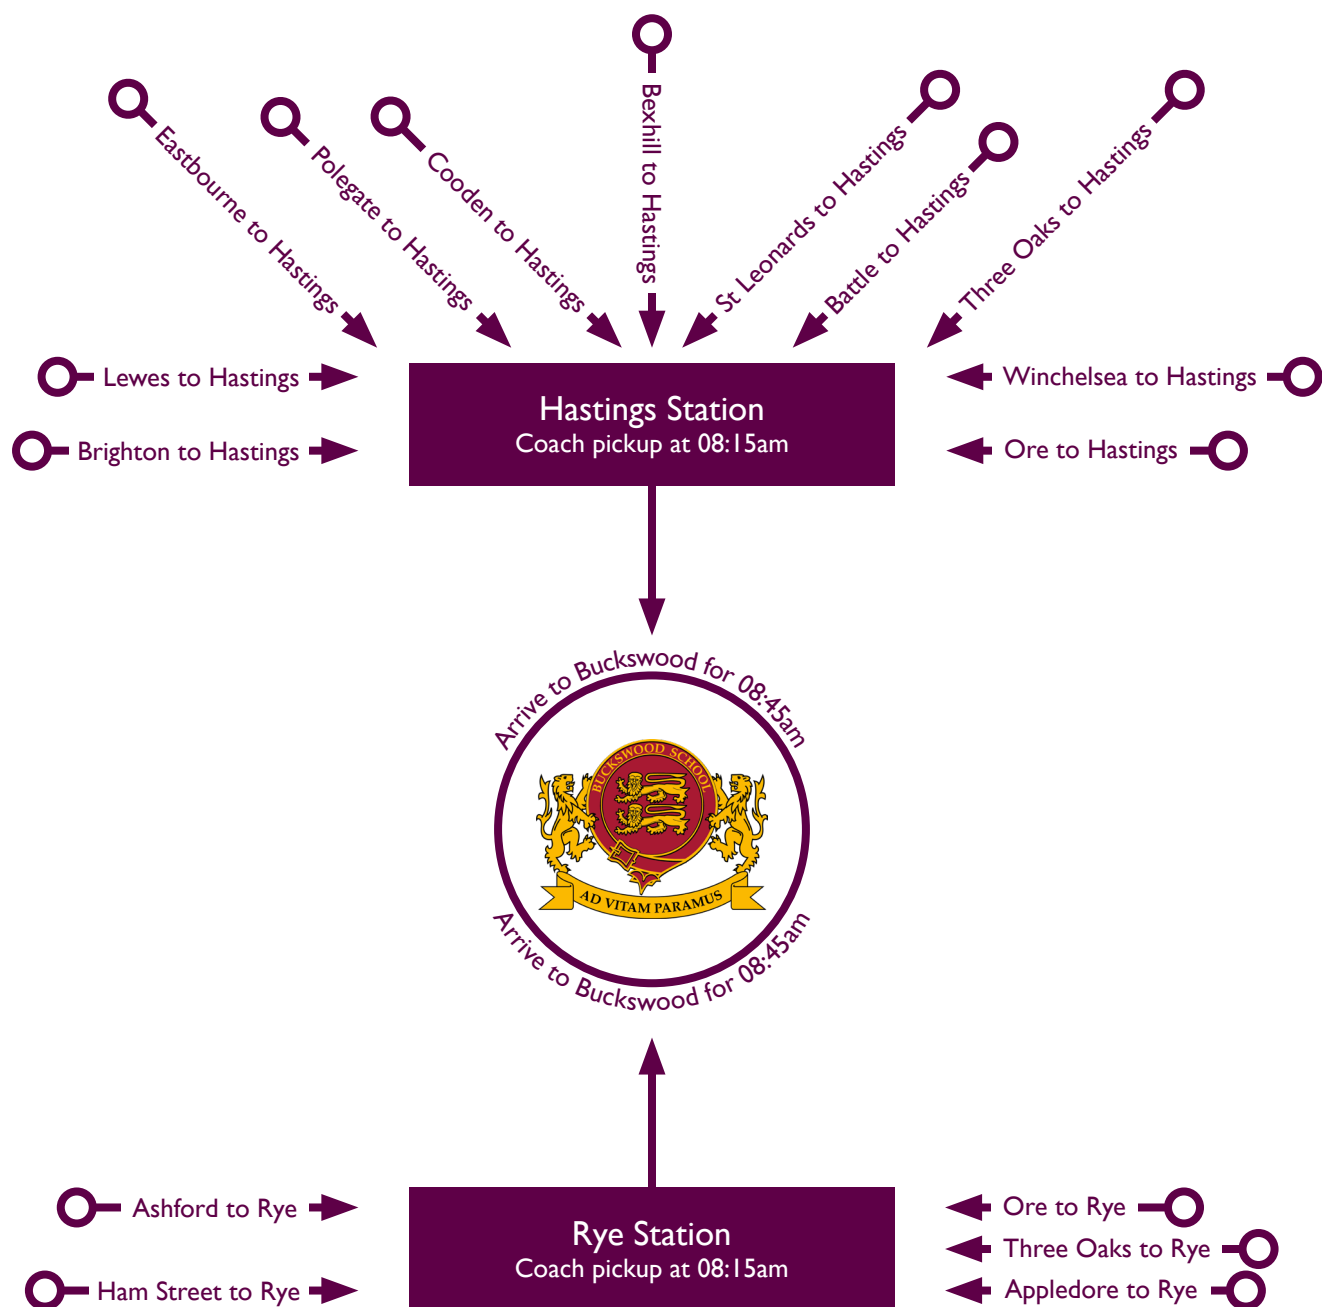 Eastbourne to Hastings
Polegate to Hastings
Cooden to Hastings
Bexhill to Hastings
St Leonards to Hastings
Battle to Hastings
Three Oaks to Hastings
Lewes to Hastings
Brighton to Hastings
Hastings Station
Coach pickup at 08:15am
Winchelsea to Hastings
Ore to Hastings
Arrive to Buckswood for 08:45am
BUCKSWOOD SCHOOL
AD VITAM PARAMUS
Arrive to Buckswood for 08:45am
Ashford to Rye
Ham Street to Rye
Rye Station
Coach pickup at 08:15am
Ore to Rye
Three Oaks to Rye
Appledore to Rye